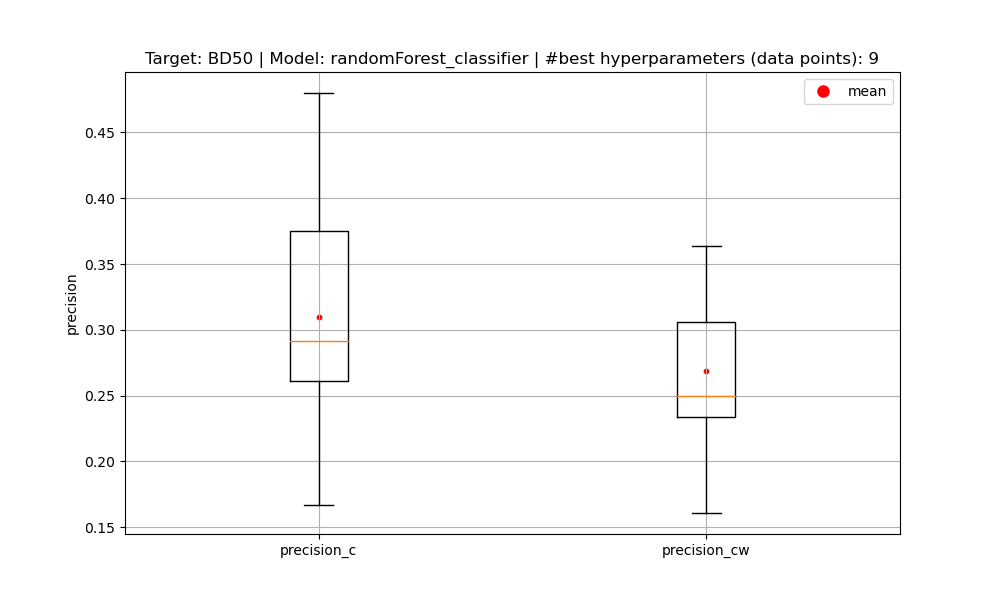 Target: BD50 | Model: randomForest_classifier | #best hyperparameters (data points): 9
mean
0.45
0.40
0.35
0.30
0.25
0.20
0.15
precision
precision_c
precision_cw